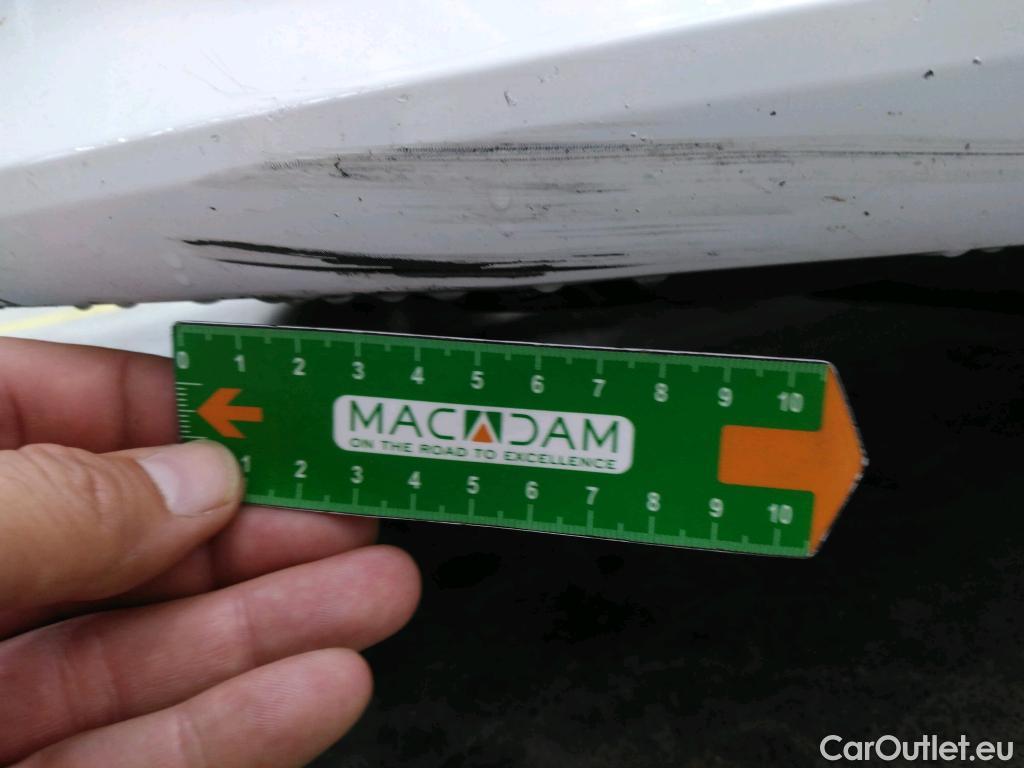 0 1 2 3 4 5 6 7 8 9 10
MACADAM
ON THE ROAD TO EXCELLENCE
1 2 3 4 5 6 7 8 9 10
CarOutlet.eu